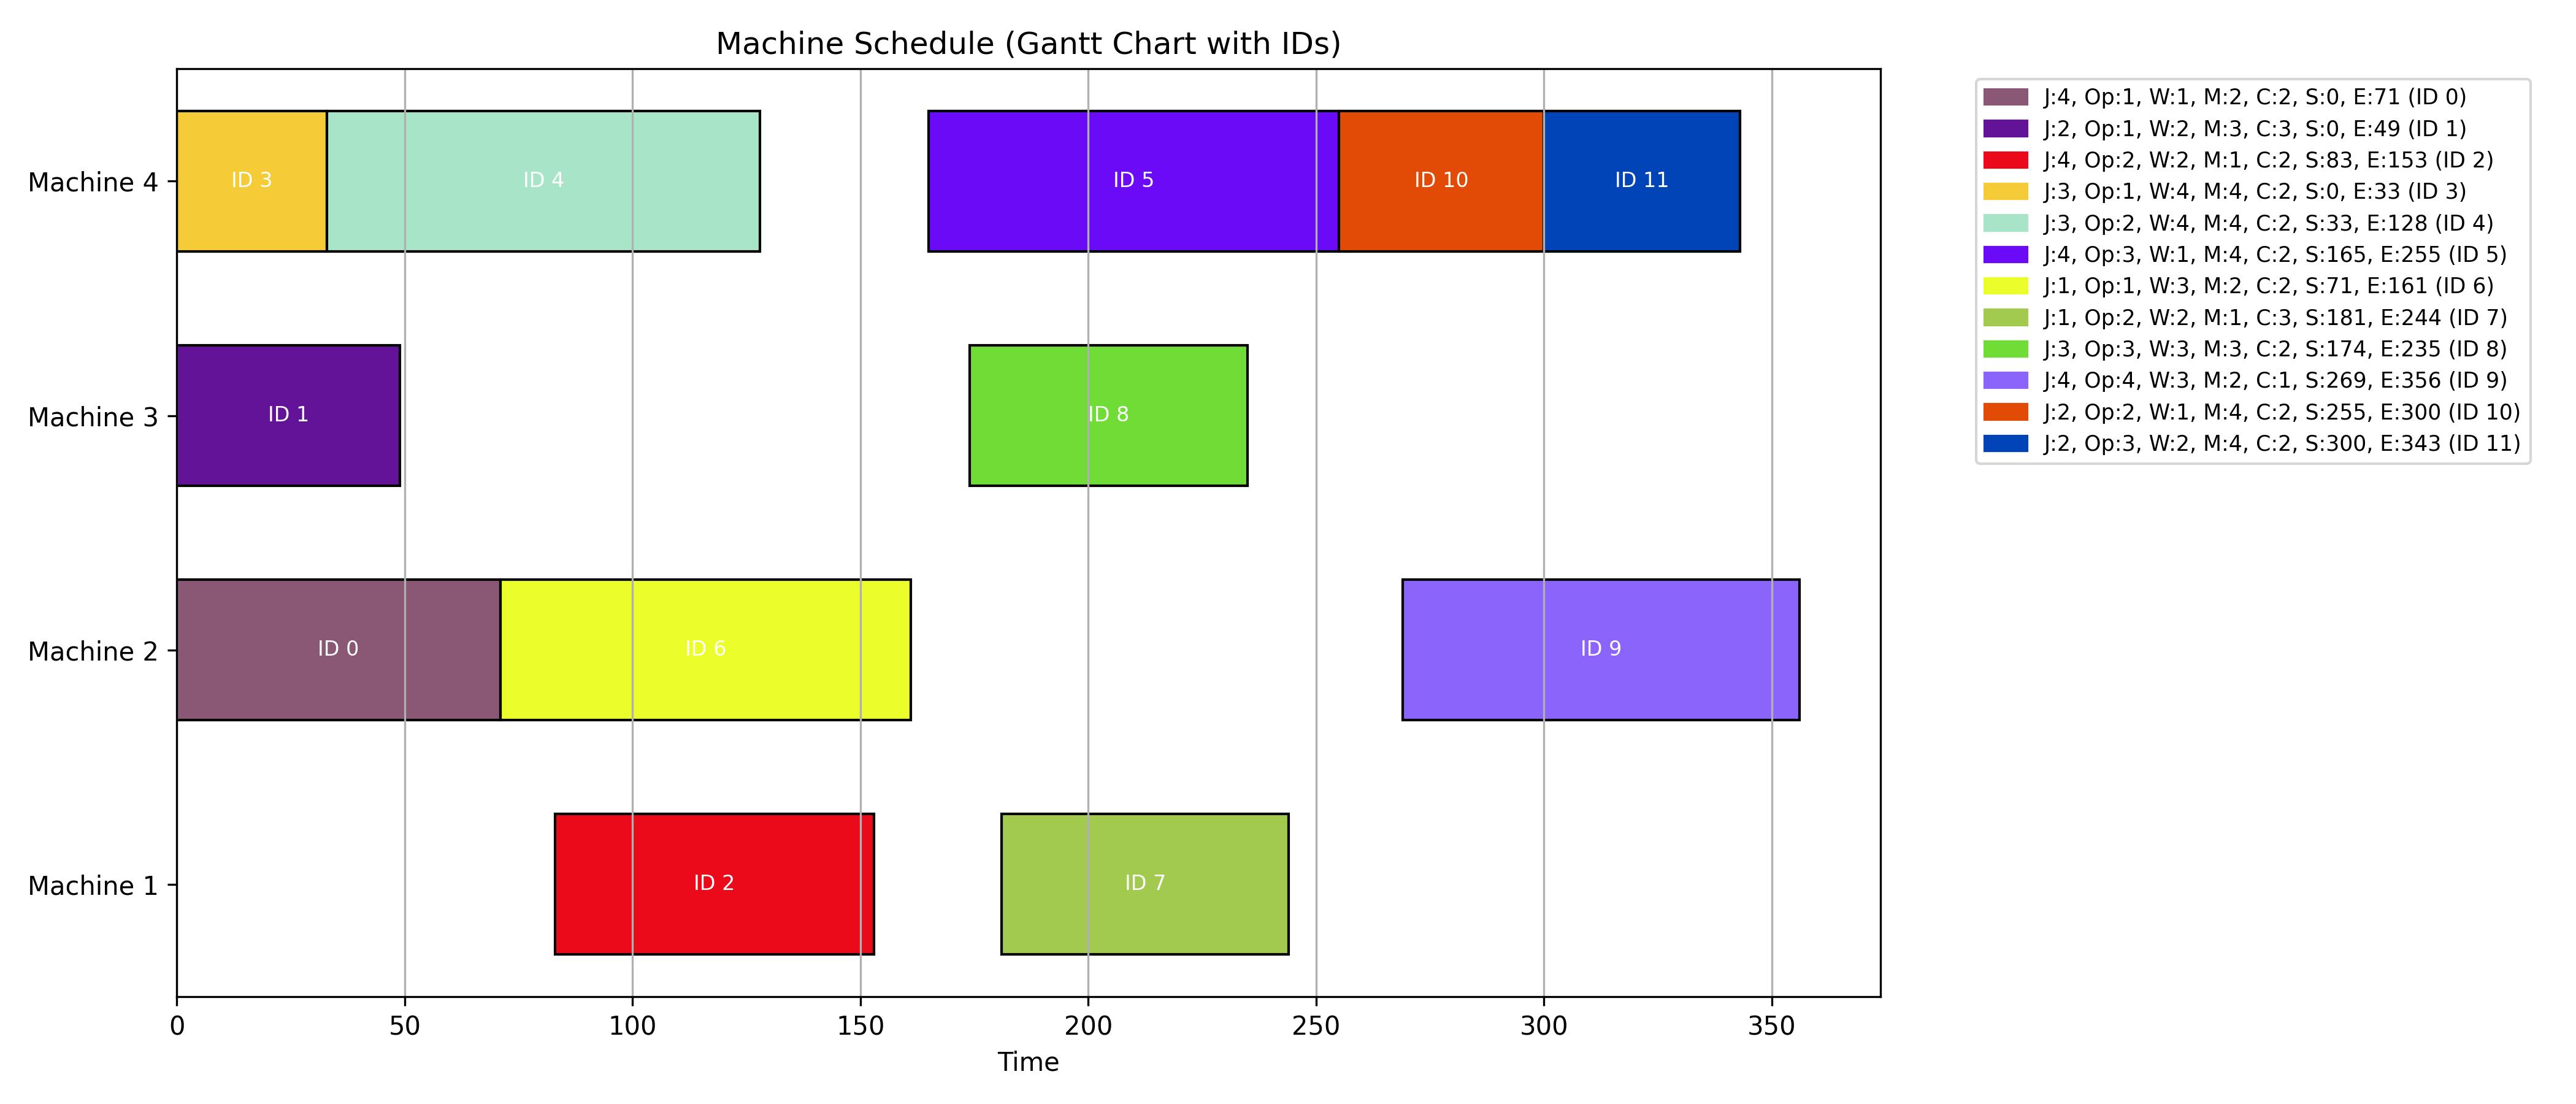 Machine Schedule (Gantt Chart with IDs)
Machine 4
Machine 3
Machine 2
Machine 1
ID 3
ID 4
ID 5
ID 10
ID 11
ID 1
ID 8
ID 0
ID 6
ID 9
ID 2
ID 7
0 50 100 150 200 250 300 350
Time
J:4, Op:1, W:1, M:2, C:2, S:0, E:71 (ID 0)
J:2, Op:1, W:2, M:3, C:3, S:0, E:49 (ID 1)
J:4, Op:2, W:2, M:1, C:2, S:83, E:153 (ID 2)
J:3, Op:1, W:4, M:4, C:2, S:0, E:33 (ID 3)
J:3, Op:2, W:4, M:4, C:2, S:33, E:128 (ID 4)
J:4, Op:3, W:1, M:4, C:2, S:165, E:255 (ID 5)
J:1, Op:1, W:3, M:2, C:2, S:71, E:161 (ID 6)
J:1, Op:2, W:2, M:1, C:3, S:181, E:244 (ID 7)
J:3, Op:3, W:3, M:3, C:2, S:174, E:235 (ID 8)
J:4, Op:4, W:3, M:2, C:1, S:269, E:356 (ID 9)
J:2, Op:2, W:1, M:4, C:2, S:255, E:300 (ID 10)
J:2, Op:3, W:2, M:4, C:2, S:300, E:343 (ID 11)